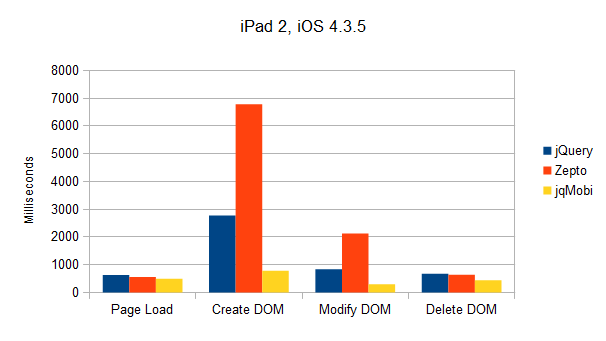 iPad 2, iOS 4.3.5
8000
7000
6000
5000
4000
3000
2000
1000
0
Milliseconds
Page Load
Create DOM
Modify DOM
Delete DOM
jQuery
Zepto
jqMobi